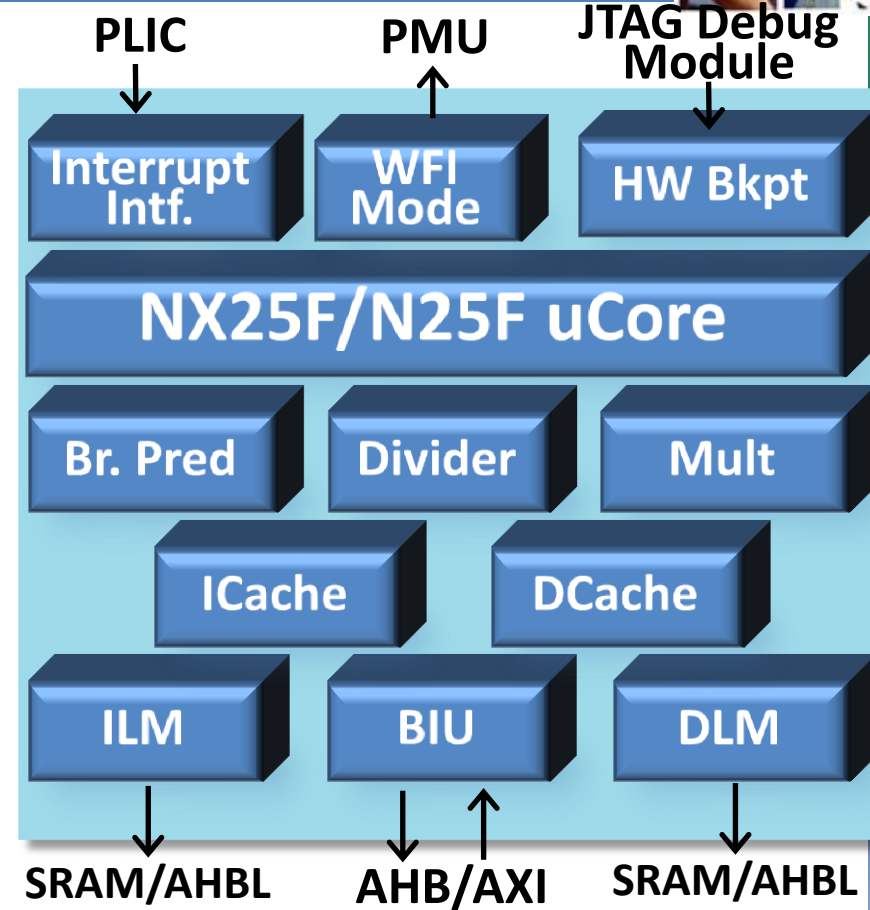 PLIC
PMU
JTAG Debug
Module
Interrupt
Intf.
WFI
Mode
HW Bkpt
NX25F/N25F uCore
Br. Pred
Divider
Mult
ICache
DCache
ILM
BIU
DLM
SRAM/AHBL
AHB/AXI
SRAM/AHBL